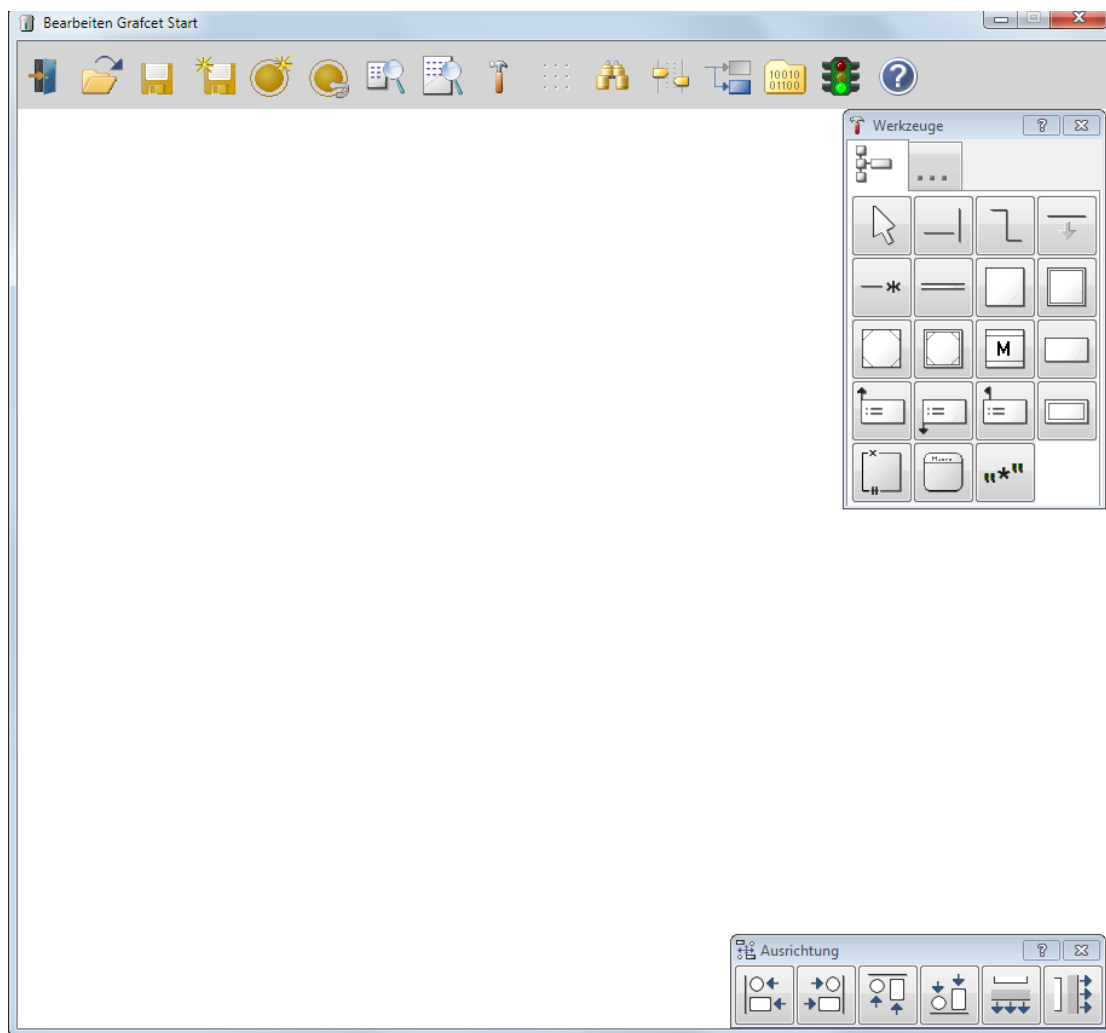 Bearbeiten Grafcet Start
10010
01100
Werkzeuge
...
M
:=
:=
:=
Macro
"*"
Ausrichtung